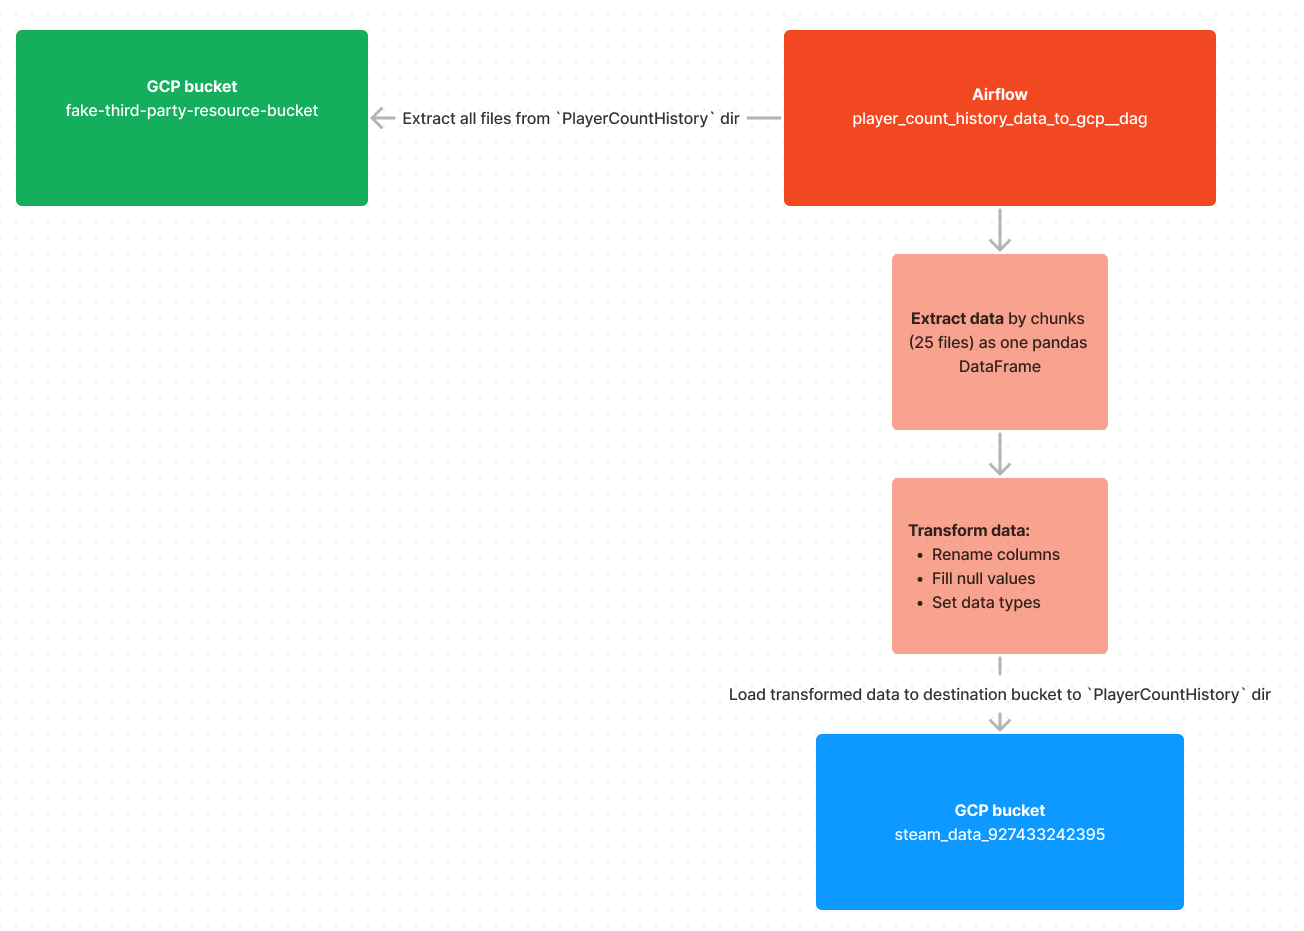 GCP bucket
fake-third-party-resource-bucket
Extract all files from `PlayerCountHistory` dir
Airflow
player_count_history_data_to_gcp__dag
Extract data by chunks
(25 files) as one pandas
DataFrame
Transform data:
• Rename columns
• Fill null values
• Set data types
Load transformed data to destination bucket to `PlayerCountHistory` dir
GCP bucket
steam_data_927433242395